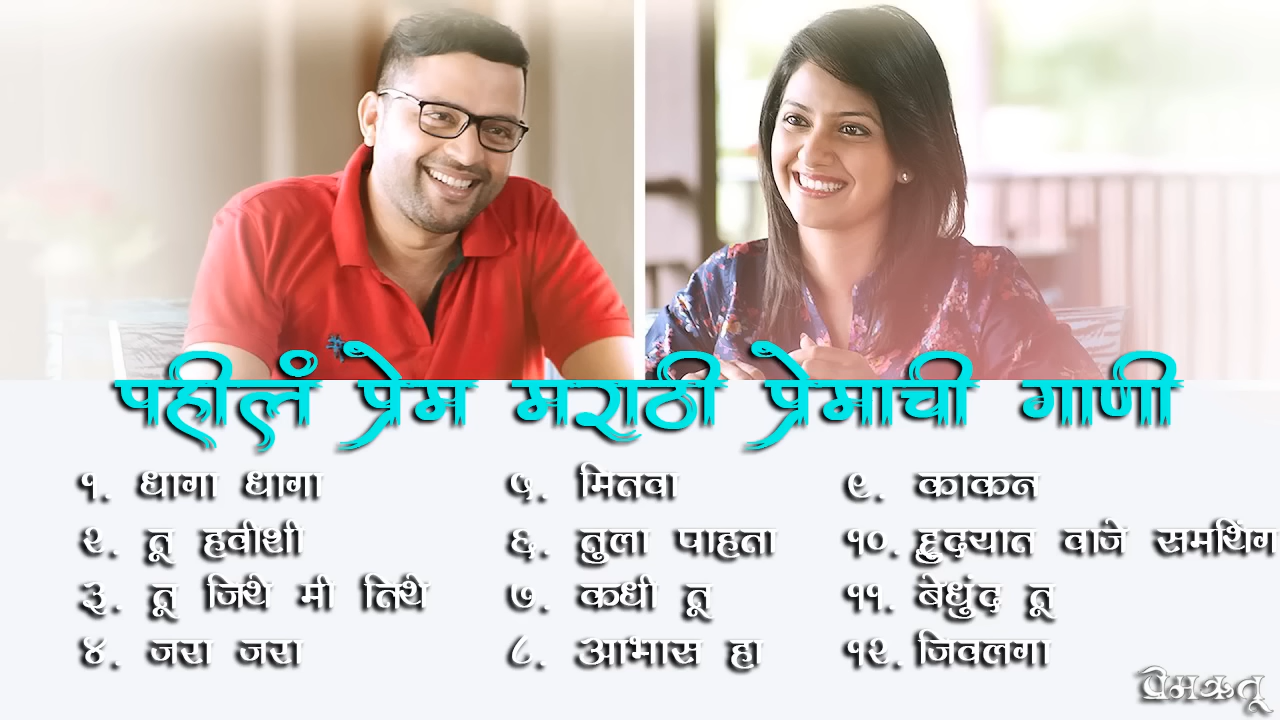 पहीलं प्रेम मराठी प्रेमाची गाणी
१. धागा धागा
२. तू हवीशी
३. तू जिथे मी तिथे
४. जरा जरा
५. मितवा
६. तुला पाहता
७. कधी तू
८. आभास हा
९. काकन
१०. ह्रुदयात वाजे समथिंग
११. बेधुंद तू
१२. जिवलगा
प्रेमऋतू